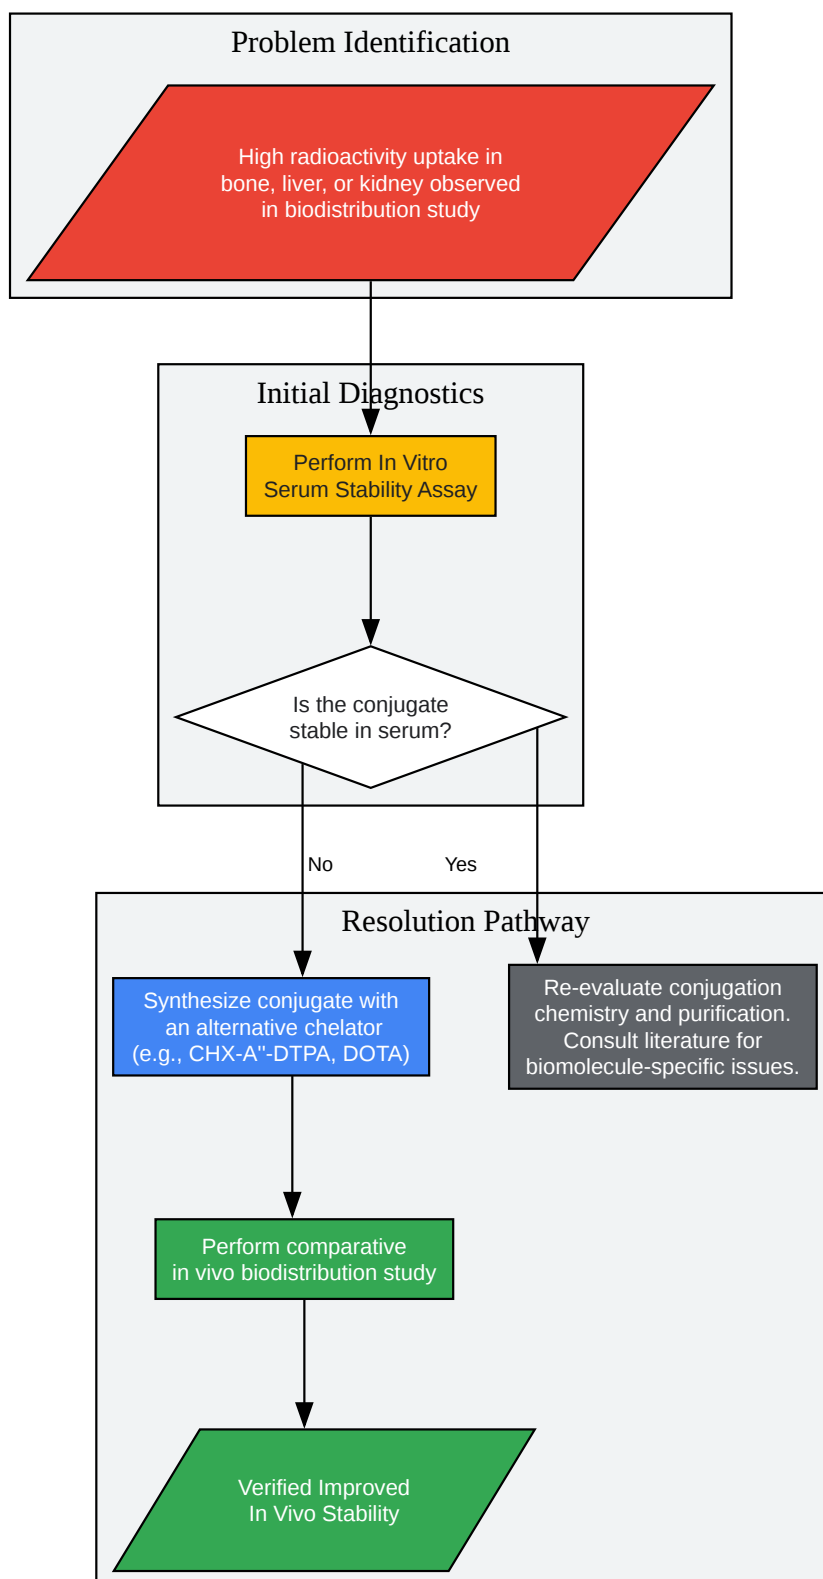 Problem Identification
High radioactivity uptake in
bone, liver, or kidney observed
in biodistribution study
Initial Diagnostics
Perform In Vitro
Serum Stability Assay
Is the conjugate
stable in serum?
No
Yes
Resolution Pathway
Synthesize conjugate with
an alternative chelator
(e.g., CHX-A"-DTPA, DOTA)
Re-evaluate conjugation
chemistry and purification.
Consult literature for
biomolecule-specific issues.
Perform comparative
in vivo biodistribution study
Verified Improved
In Vivo Stability